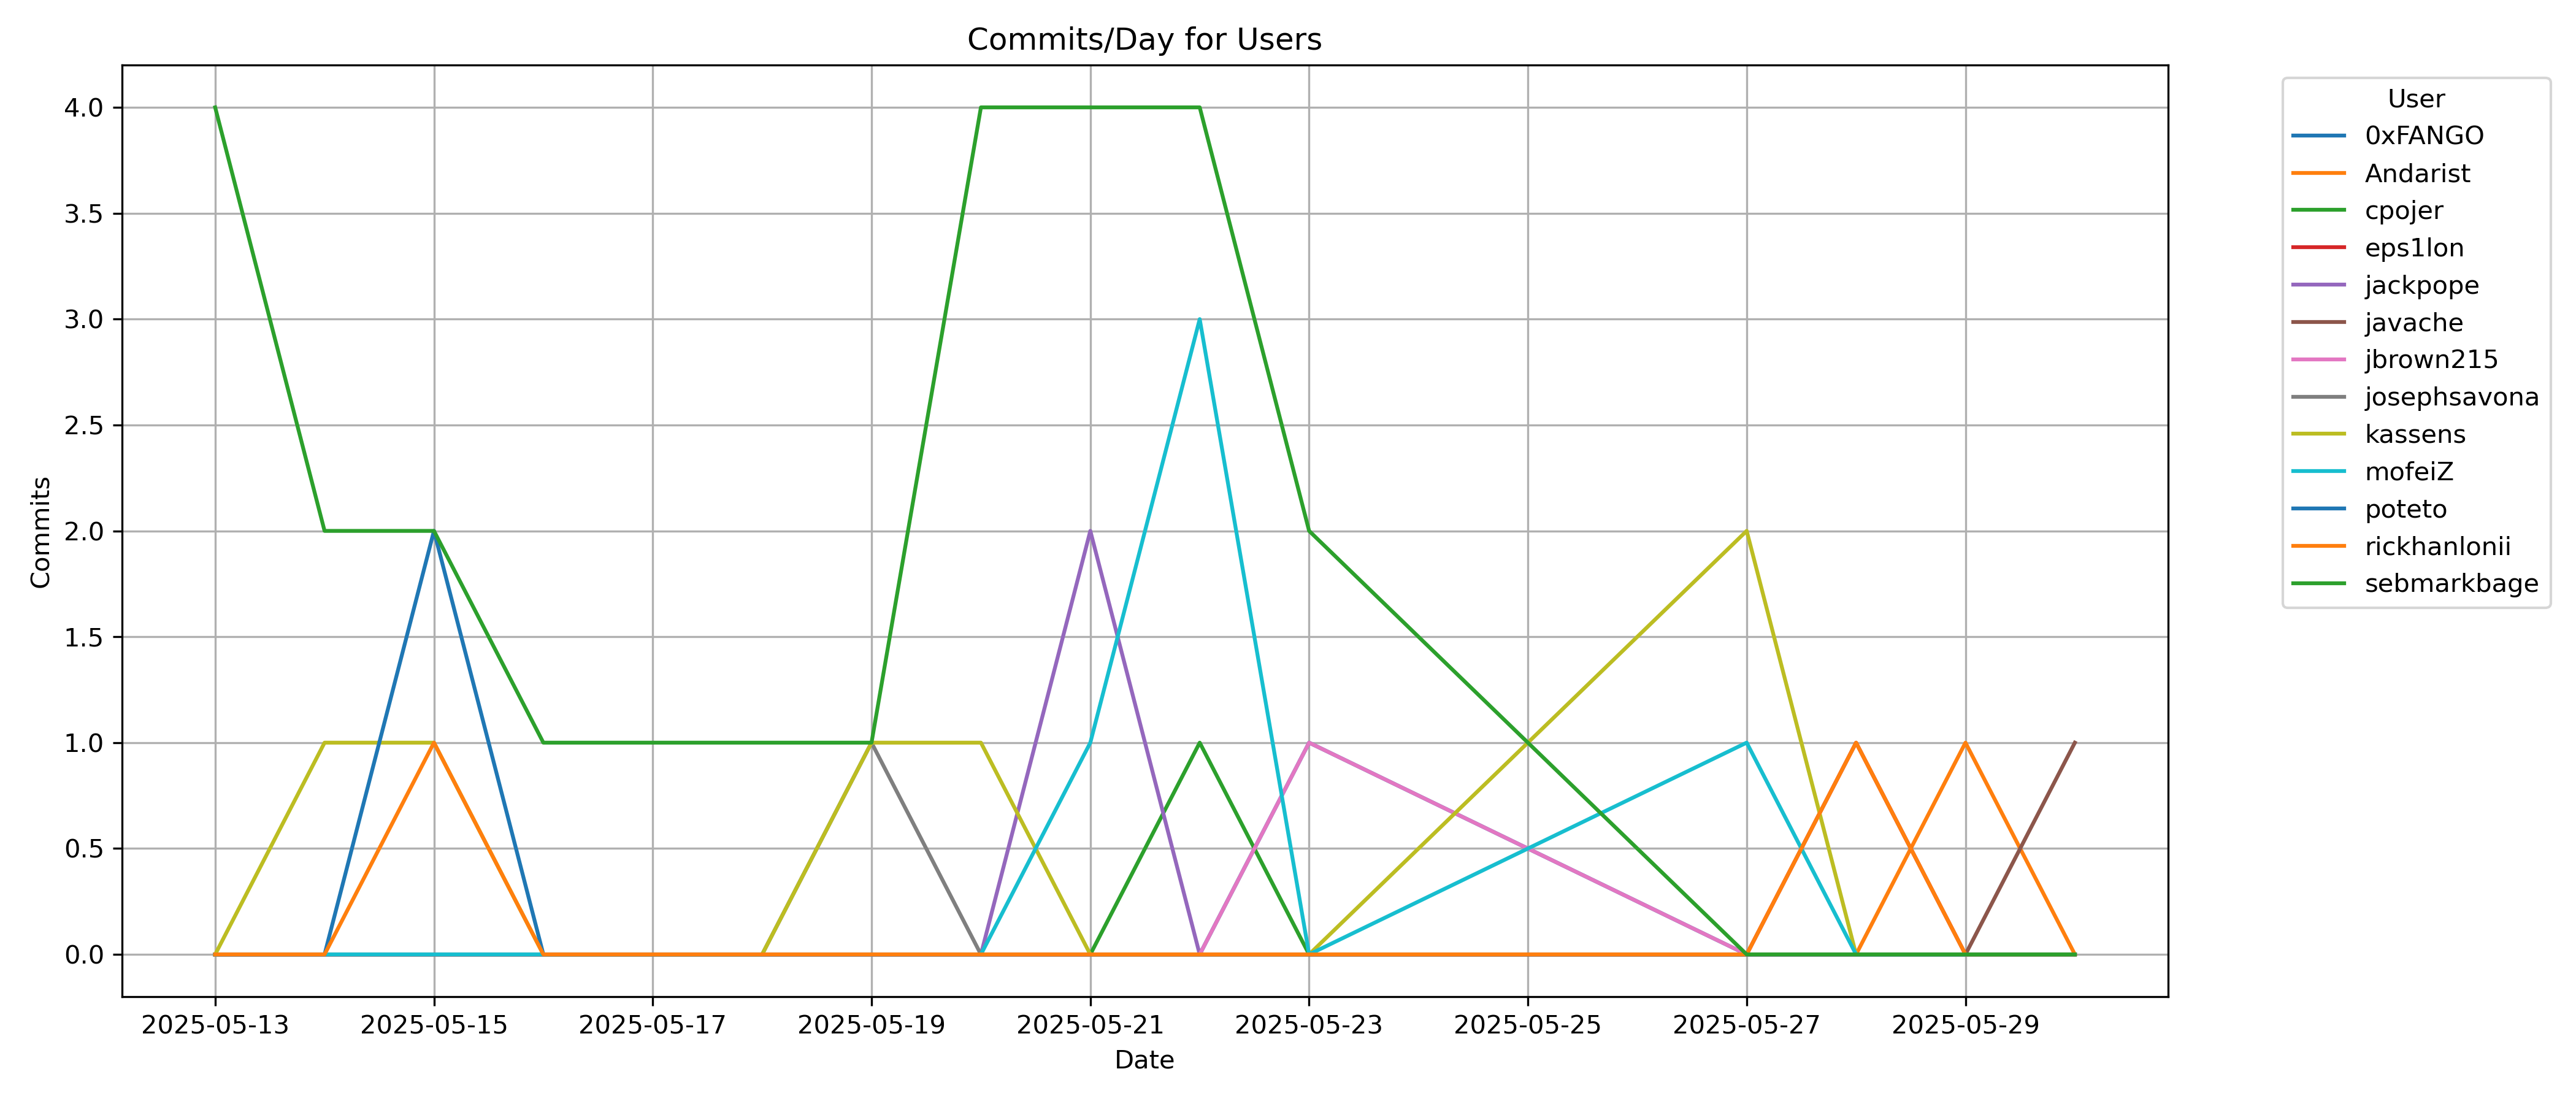 Commits/Day for Users
4.0
3.5
3.0
2.5
2.0
1.5
1.0
0.5
0.0
Commits
2025-05-13
2025-05-15
2025-05-17
2025-05-19
2025-05-21
2025-05-23
2025-05-25
2025-05-27
2025-05-29
Date
User
0xFANGO
Andarist
cpojer
eps1lon
jackpope
javache
jbrown215
josephsavona
kassens
mofeiZ
poteto
rickhanlonii
sebmarkbage